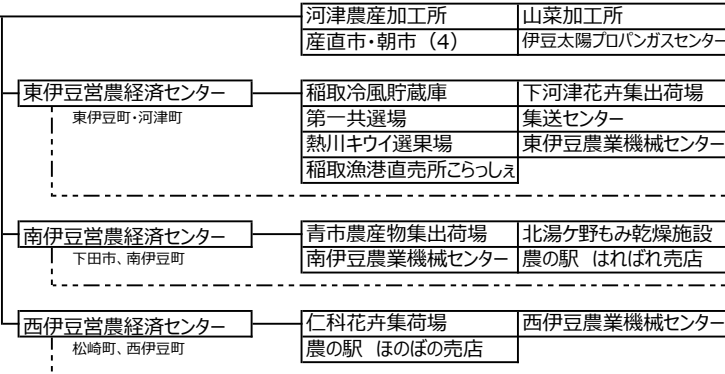 河津農産加工所 山菜加工所
産直市・朝市（4） 伊豆太陽プロパンガスセンター
東伊豆営農経済センター 稲取冷風貯蔵庫 下河津花卉集出荷場
東伊豆町・河津町
第一共選場 集送センター
熱川キウイ選果場 東伊豆農業機械センター
稲取漁港直売所こらっしぇ
南伊豆営農経済センター 青市農産物集出荷場 北湯ケ野もみ乾燥施設
下田市、南伊豆町
南伊豆農業機械センター 農の駅 はればれ売店
西伊豆営農経済センター 仁科花卉集荷場 西伊豆農業機械センター
松崎町、西伊豆町
農の駅 ほのぼの売店